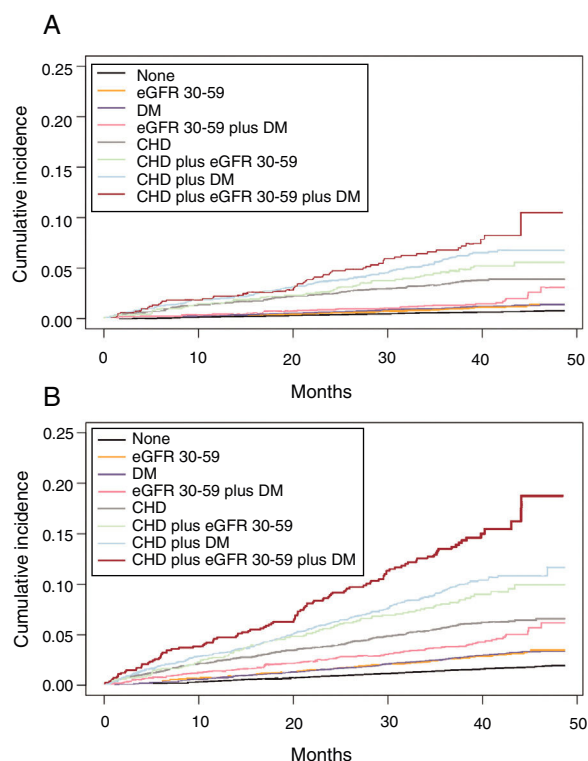 A
0.25
0.20
0.15
0.10
0.05
0.00
Cumulative incidence
None
eGFR 30-59
DM
eGFR 30-59 plus DM
CHD
CHD plus eGFR 30-59
CHD plus DM
CHD plus eGFR 30-59 plus DM
0 10 20 30 40 50
Months
B
0.25
0.20
0.15
0.10
0.05
0.00
Cumulative incidence
None
eGFR 30-59
DM
eGFR 30-59 plus DM
CHD
CHD plus eGFR 30-59
CHD plus DM
CHD plus eGFR 30-59 plus DM
0 10 20 30 40 50
Months